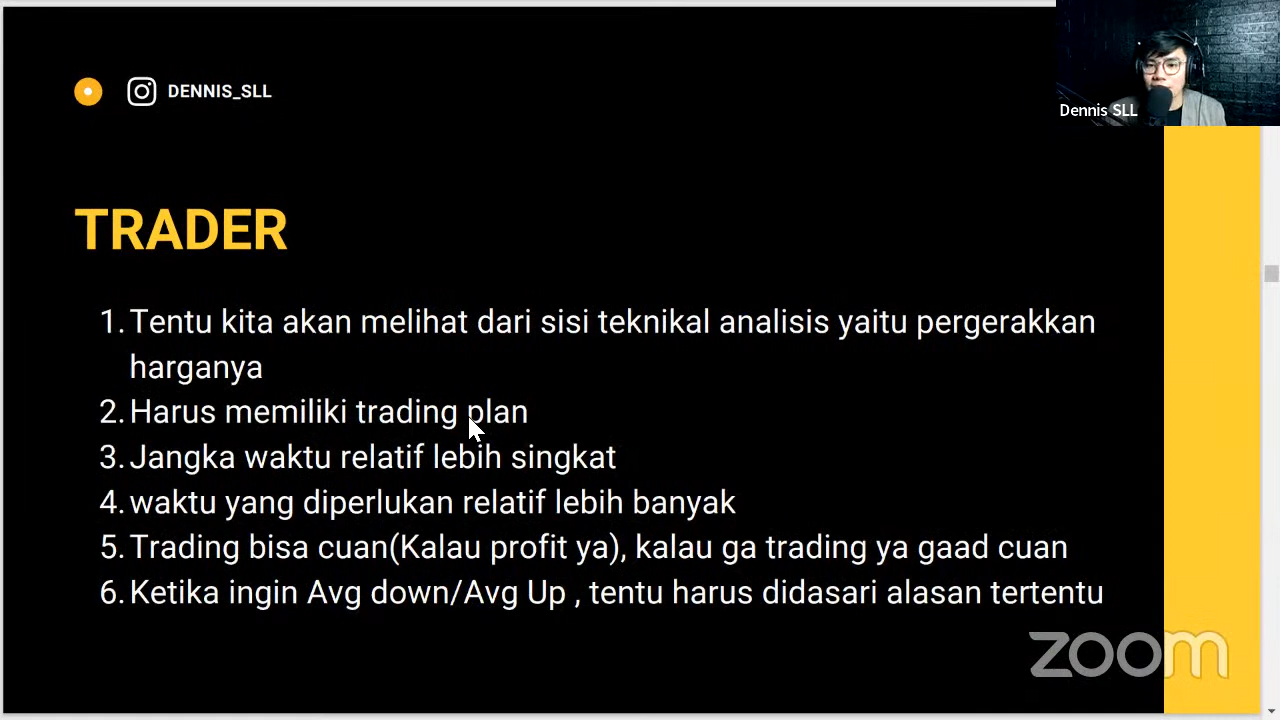 DENNIS_SLL
Dennis SLL
TRADER
1. Tentu kita akan melihat dari sisi teknikal analisis yaitu pergerakkan
harganya
2. Harus memiliki trading plan
3. Jangka waktu relatif lebih singkat
4. waktu yang diperlukan relatif lebih banyak
5. Trading bisa cuan(Kalau profit ya), kalau ga trading ya gaad cuan
6. Ketika ingin Avg down/Avg Up , tentu harus didasari alasan tertentu
zoom